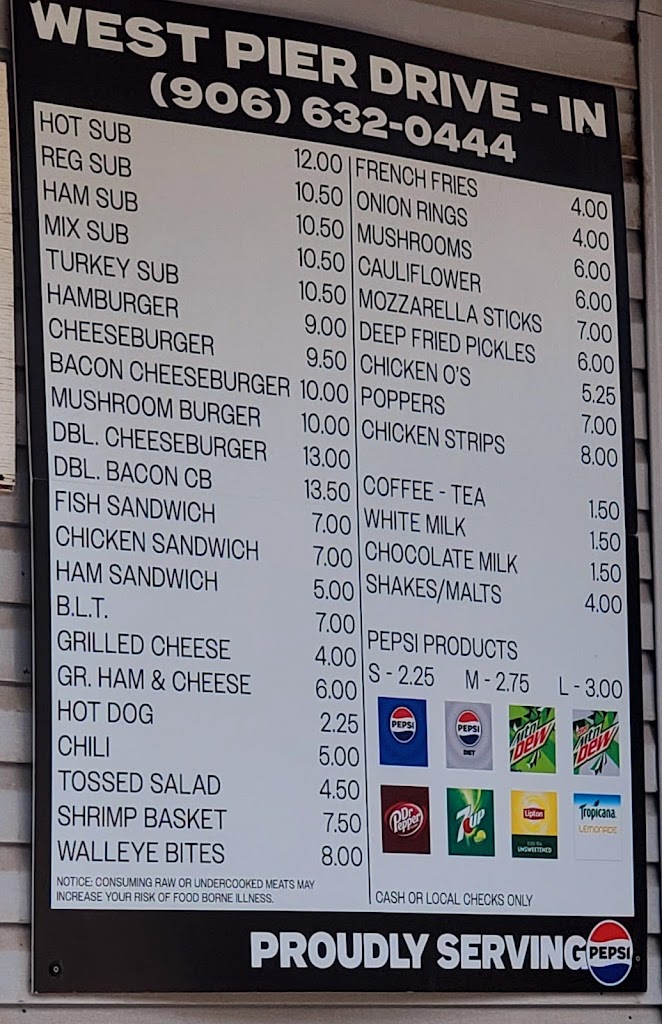 WEST PIER DRIVE - IN
(906) 632-0444
HOT SUB 12.00
REG SUB 10.50
HAM SUB 10.50
MIX SUB 10.50
TURKEY SUB 10.50
HAMBURGER 9.00
CHEESEBURGER 9.50
BACON CHEESEBURGER 10.00
MUSHROOM BURGER 10.00
DBL. CHEESEBURGER 13.00
DBL. BACON CB 13.50
FISH SANDWICH 7.00
CHICKEN SANDWICH 7.00
HAM SANDWICH 5.00
B.L.T. 7.00
GRILLED CHEESE 4.00
GR. HAM & CHEESE 6.00
HOT DOG 2.25
CHILI 5.00
TOSSED SALAD 4.50
SHRIMP BASKET 7.50
WALLEYE BITES 8.00
NOTICE: CONSUMING RAW OR UNDERCOOKED MEATS MAY
INCREASE YOUR RISK OF FOOD BORNE ILLNESS.
FRENCH FRIES 4.00
ONION RINGS 4.00
MUSHROOMS 6.00
CAULIFLOWER 6.00
MOZZARELLA STICKS 7.00
DEEP FRIED PICKLES 6.00
CHICKEN O'S 5.25
POPPERS 7.00
CHICKEN STRIPS 8.00
COFFEE - TEA 1.50
WHITE MILK 1.50
CHOCOLATE MILK 1.50
SHAKES/MALTS 4.00
PEPSI PRODUCTS
S - 2.25 M - 2.75 L - 3.00
PEPSI
PEPSI
DIET
mtn DEW
mtn DEW
Dr Pepper
7UP
Lipton
UNSWEETENED
Tropicana
LEMONADE
CASH OR LOCAL CHECKS ONLY
PROUDLY SERVING PEPSI